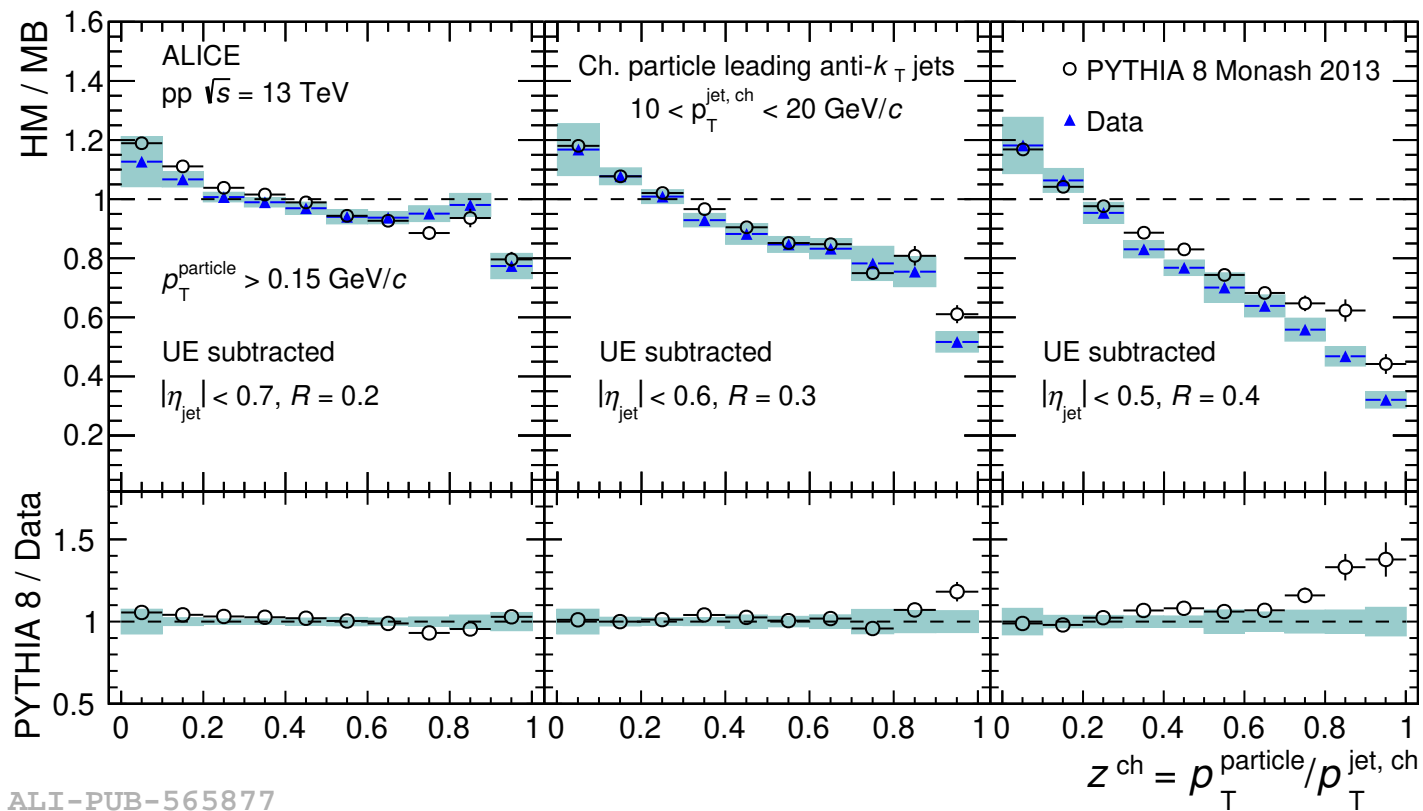 HM / MB
1.6
1.4
1.2
1
0.8
0.6
0.4
0.2
ALICE
pp √s = 13 TeV
p_T^particle > 0.15 GeV/c
UE subtracted
|η_jet| < 0.7, R = 0.2
Ch. particle leading anti-k_T jets
10 < p_T^jet, ch < 20 GeV/c
UE subtracted
|η_jet| < 0.6, R = 0.3
PYTHIA 8 Monash 2013
Data
UE subtracted
|η_jet| < 0.5, R = 0.4
PYTHIA 8 / Data
1.5
1
0.5
0 0.2 0.4 0.6 0.8 1
0 0.2 0.4 0.6 0.8 1
0 0.2 0.4 0.6 0.8 1
z^ch = p_T^particle/p_T^jet, ch
ALI-PUB-565877